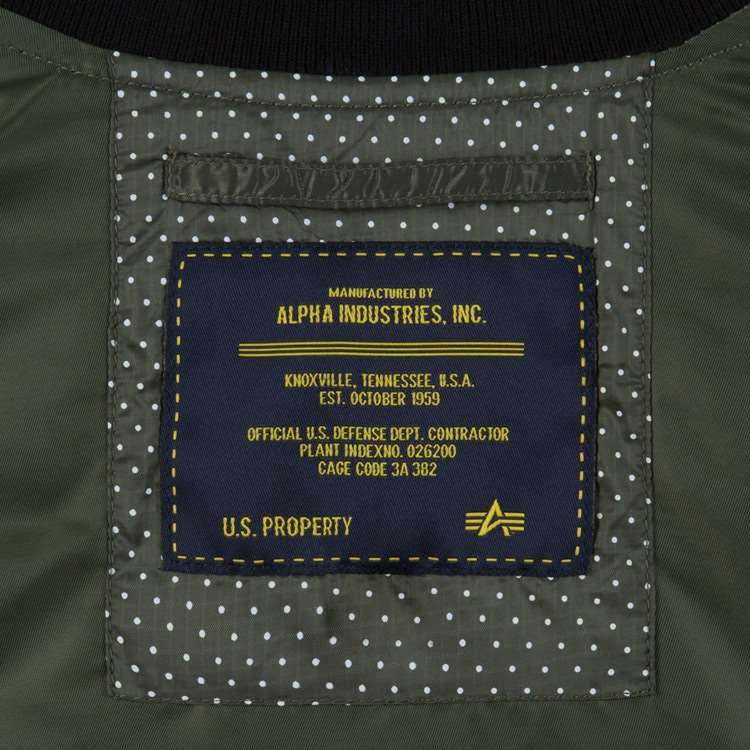 MANUFACTURED BY
ALPHA INDUSTRIES, INC.
KNOXVILLE, TENNESSEE, U.S.A.
EST. OCTOBER 1959
OFFICIAL U.S. DEFENSE DEPT. CONTRACTOR
PLANT INDEXNO. 026200
CAGE CODE 3A 382
U.S. PROPERTY